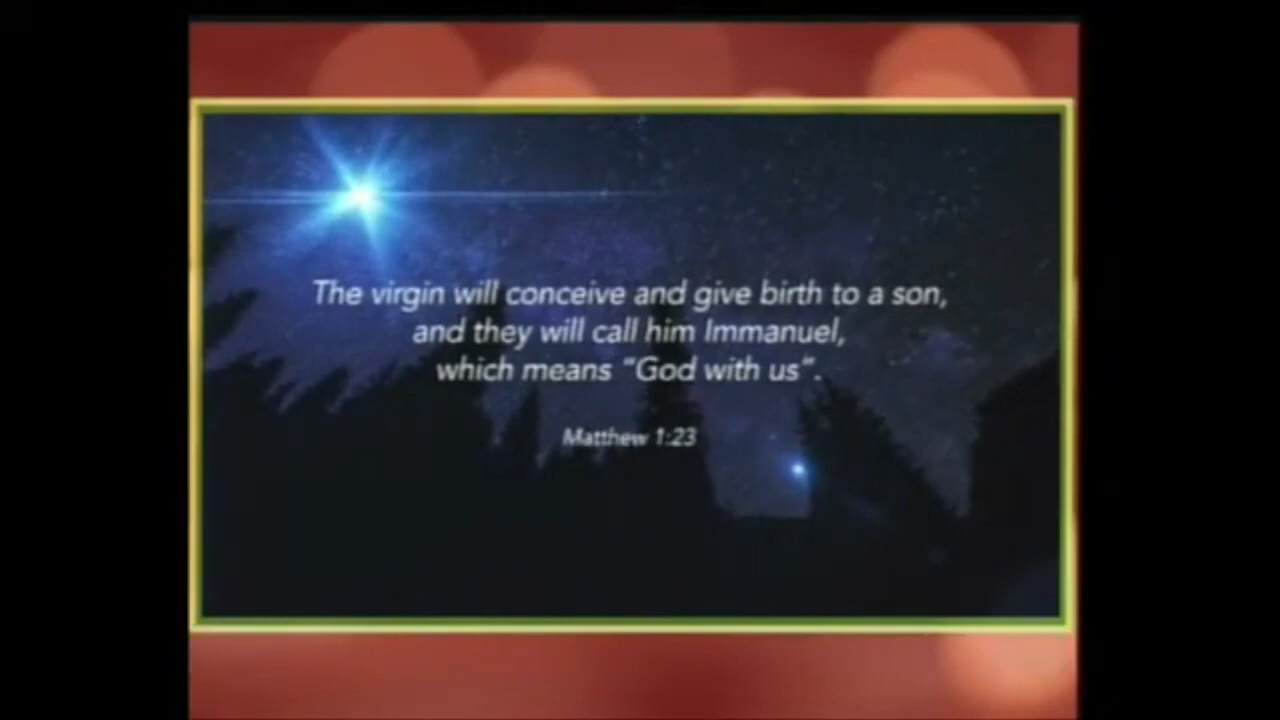 The virgin will conceive and give birth to a son,
and they will call him Immanuel,
which means “God with us”.
Matthew 1:23